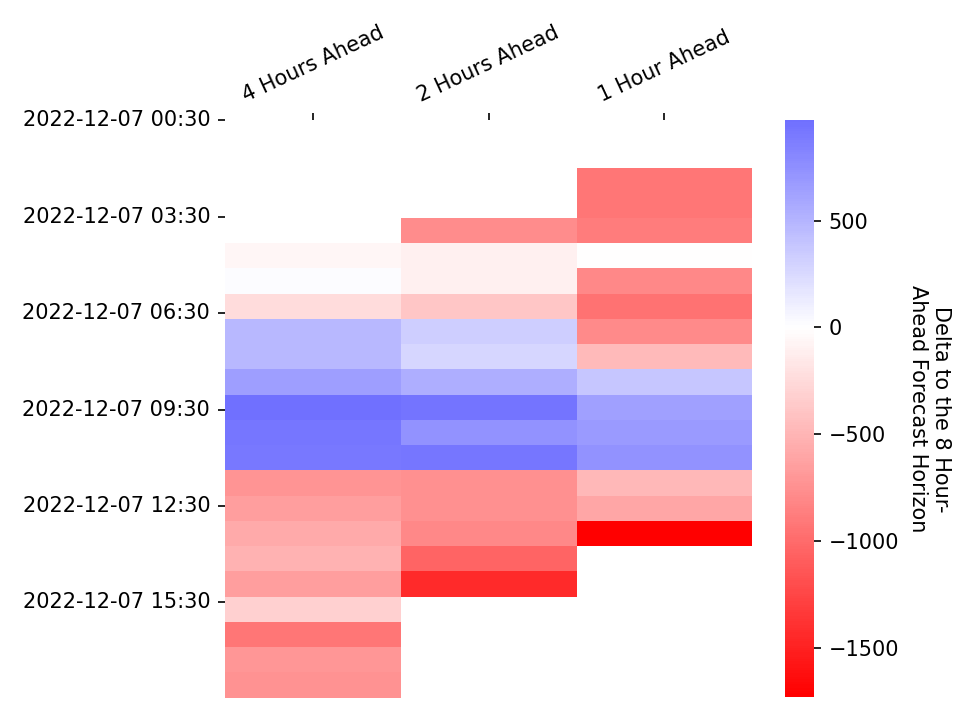 4 Hours Ahead
2 Hours Ahead
1 Hour Ahead
2022-12-07 00:30
2022-12-07 03:30
2022-12-07 06:30
2022-12-07 09:30
2022-12-07 12:30
2022-12-07 15:30
500
0
−500
−1000
−1500
Delta to the 8 Hour-
Ahead Forecast Horizon